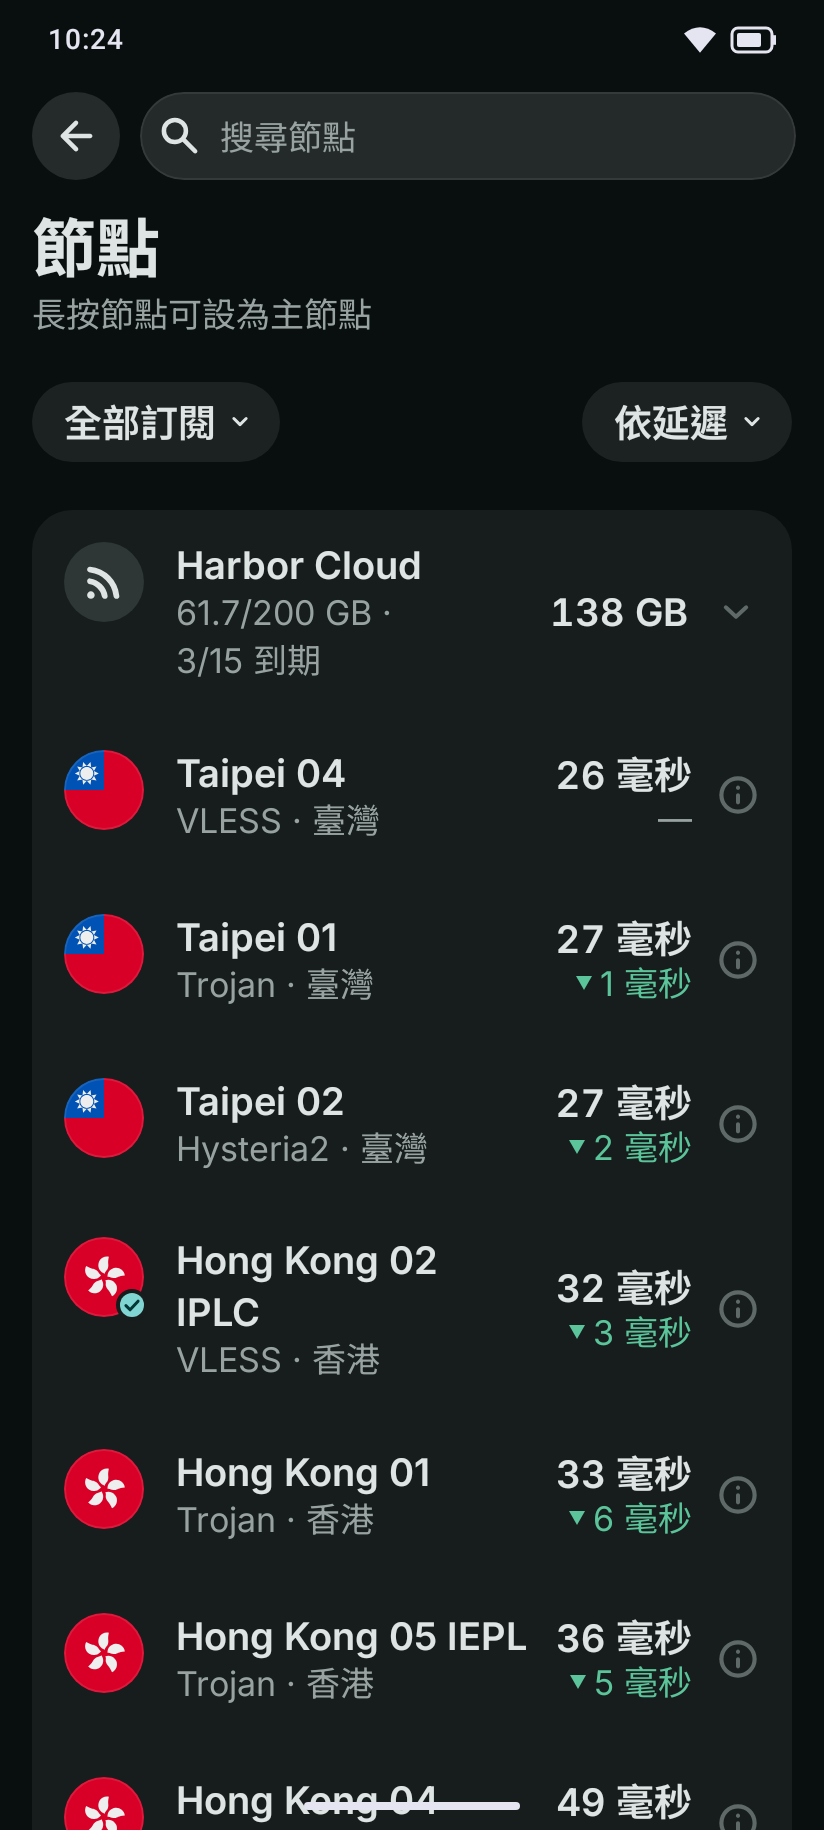 10:24
搜尋節點
節點
長按節點可設為主節點
全部訂閱
依延遲
Harbor Cloud
61.7/200 GB ·
3/15 到期
138 GB
Taipei 04
VLESS · 臺灣
26 毫秒
—
Taipei 01
Trojan · 臺灣
27 毫秒
▼1 毫秒
Taipei 02
Hysteria2 · 臺灣
27 毫秒
▼2 毫秒
Hong Kong 02
IPLC
VLESS · 香港
32 毫秒
▼3 毫秒
Hong Kong 01
Trojan · 香港
33 毫秒
▼6 毫秒
Hong Kong 05 IEPL
Trojan · 香港
36 毫秒
▼5 毫秒
Hong Kong 04
49 毫秒